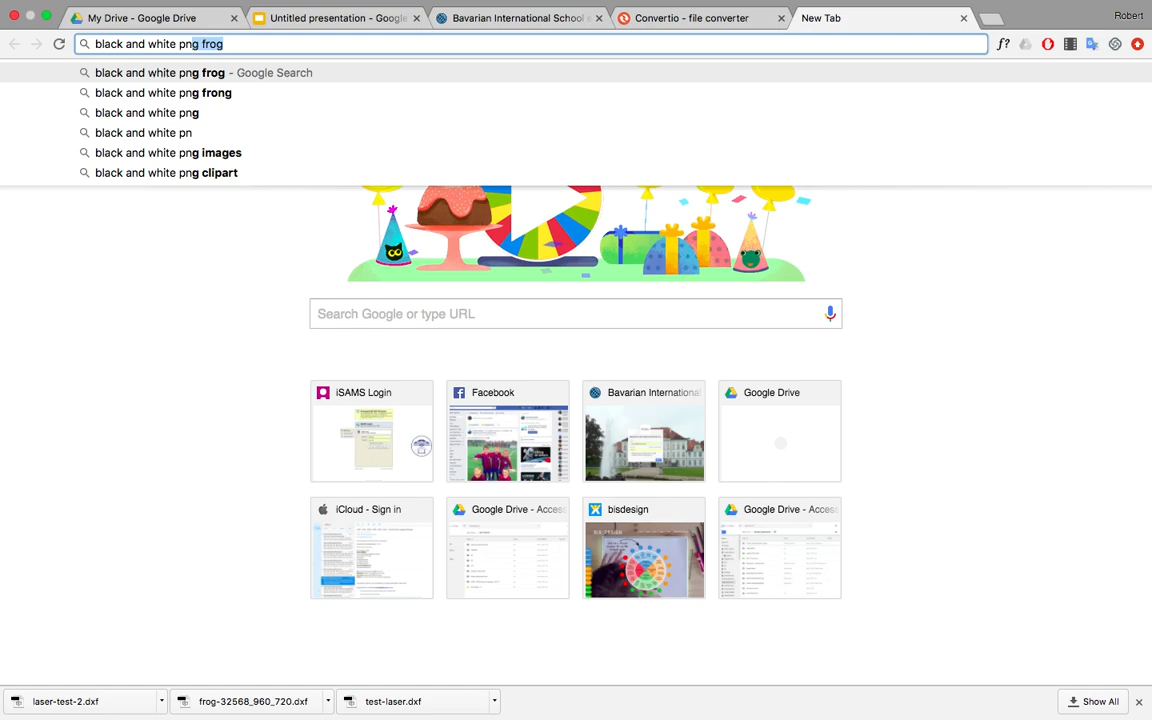 My Drive - Google Drive
Untitled presentation - Google
Bavarian International School
Convertio - file converter
New Tab
Robert
black and white png frog
f?
black and white png frog - Google Search
black and white png frong
black and white png
black and white pn
black and white png images
black and white png clipart
Search Google or type URL
iSAMS Login
Facebook
Bavarian International
Google Drive
iCloud - Sign in
Google Drive - Access
bisdesign
Google Drive - Access
laser-test-2.dxf
frog-32568_960_720.dxf
test-laser.dxf
Show All